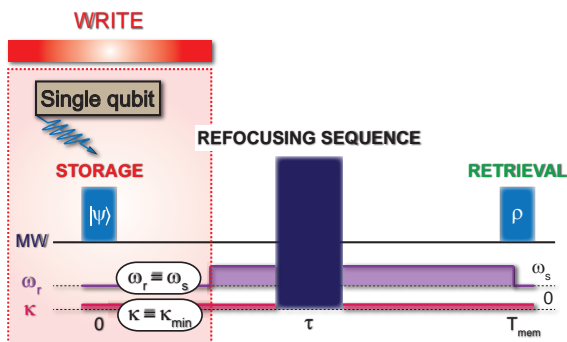 WRITE
Single qubit
REFOCUSING SEQUENCE
STORAGE
RETRIEVAL
|ψ⟩
ρ
MW
ω_r
ω_r ≡ ω_s
ω_s
κ
κ ≡ κ_min
0
0
τ
T_mem